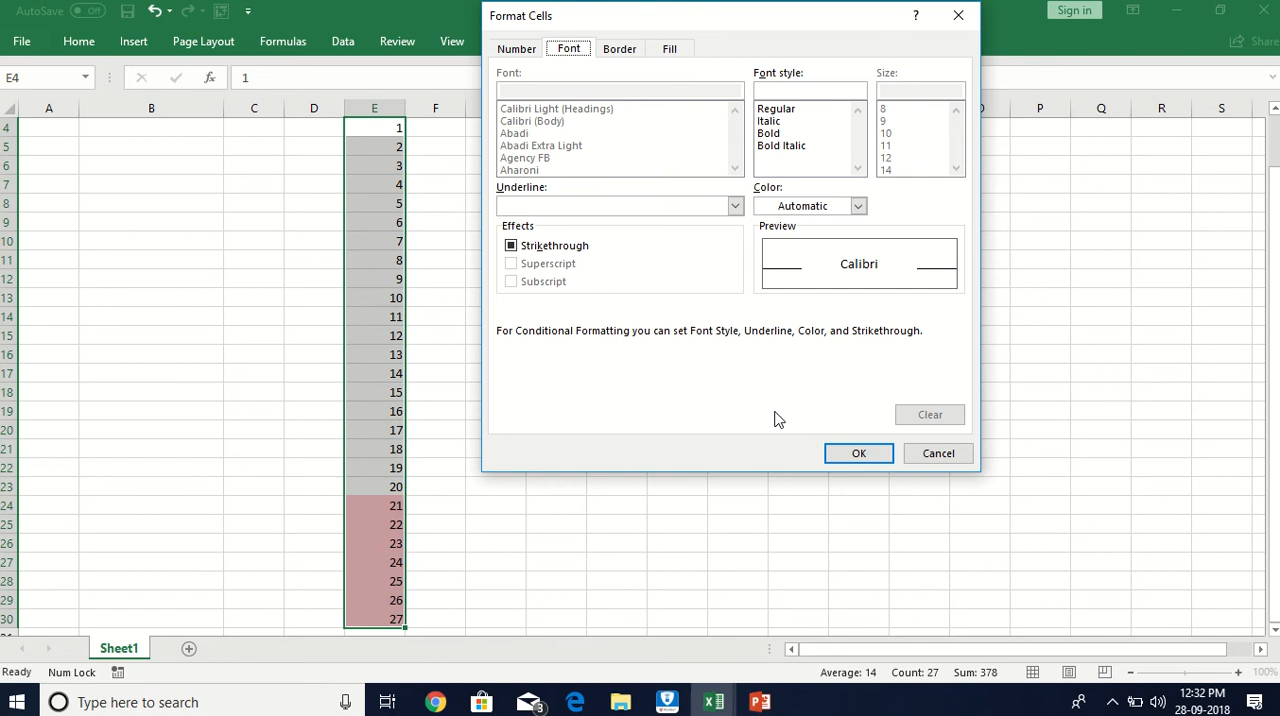 AutoSave Off
Format Cells
?
Sign in
File Home Insert Page Layout Formulas Data Review View
Share
Number Font Border Fill
E4
fx 1
Font:
Font style:
Size:
Calibri Light (Headings)
Calibri (Body)
Abadi
Abadi Extra Light
Agency FB
Aharoni
Regular
Italic
Bold
Bold Italic
8
9
10
11
12
14
Underline:
Color:
Automatic
Effects
Strikethrough
Superscript
Subscript
Preview
Calibri
For Conditional Formatting you can set Font Style, Underline, Color, and Strikethrough.
Clear
OK Cancel
A B C D E F P Q R S
4 1
5 2
6 3
7 4
8 5
9 6
10 7
11 8
12 9
13 10
14 11
15 12
16 13
17 14
18 15
19 16
20 17
21 18
22 19
23 20
24 21
25 22
26 23
27 24
28 25
29 26
30 27
Sheet1
Ready Num Lock
Average: 14 Count: 27 Sum: 378
100%
Type here to search
3
12:32 PM
28-09-2018